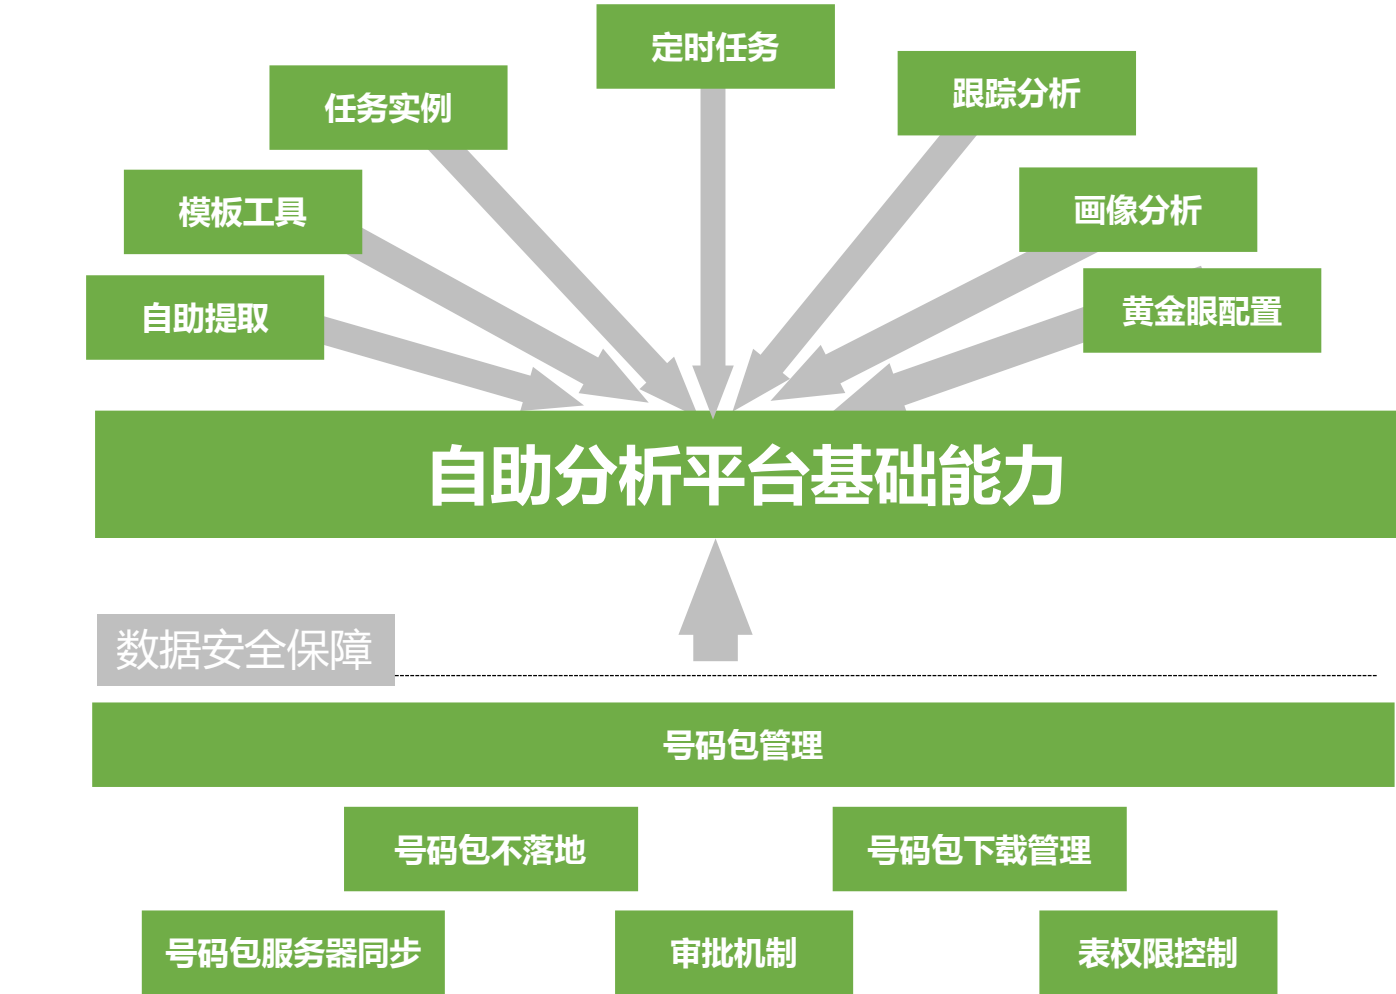 定时任务
跟踪分析
任务实例
画像分析
模板工具
黄金眼配置
自助提取
自助分析平台基础能力
数据安全保障
号码包管理
号码包不落地
号码包下载管理
号码包服务器同步
审批机制
表权限控制